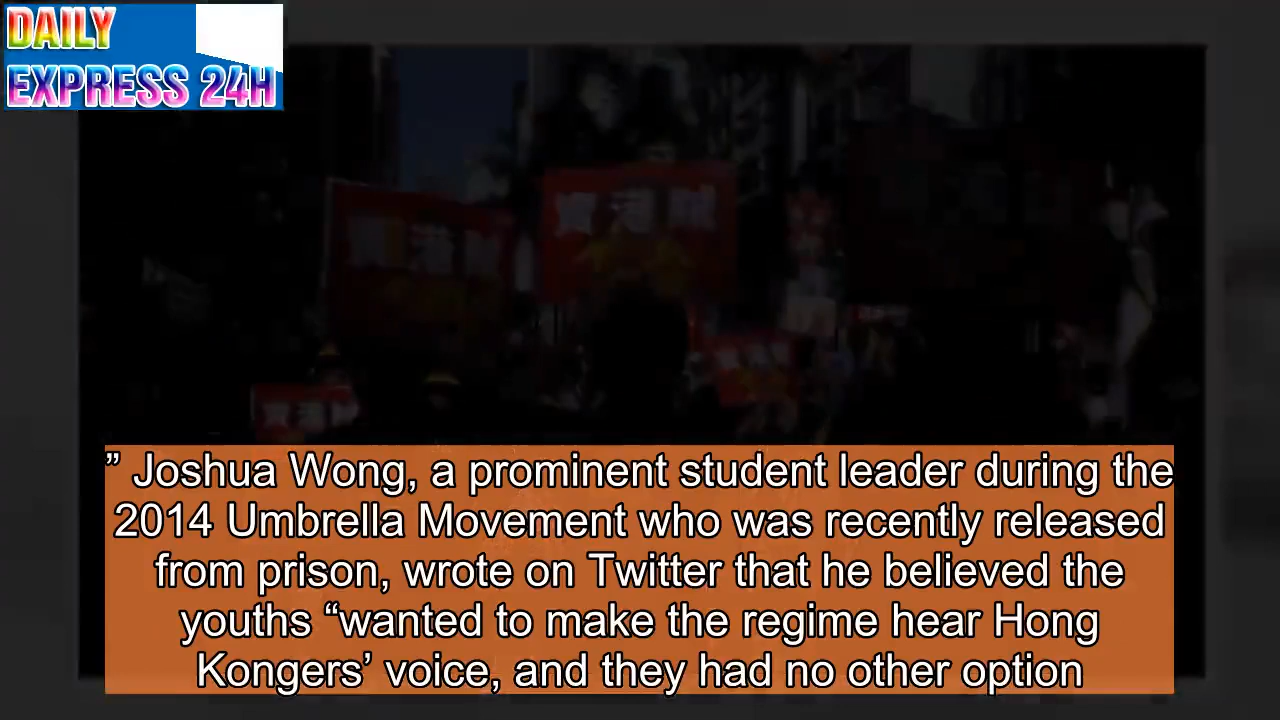 DAILY
EXPRESS 24H
” Joshua Wong, a prominent student leader during the
2014 Umbrella Movement who was recently released
from prison, wrote on Twitter that he believed the
youths “wanted to make the regime hear Hong
Kongers’ voice, and they had no other option